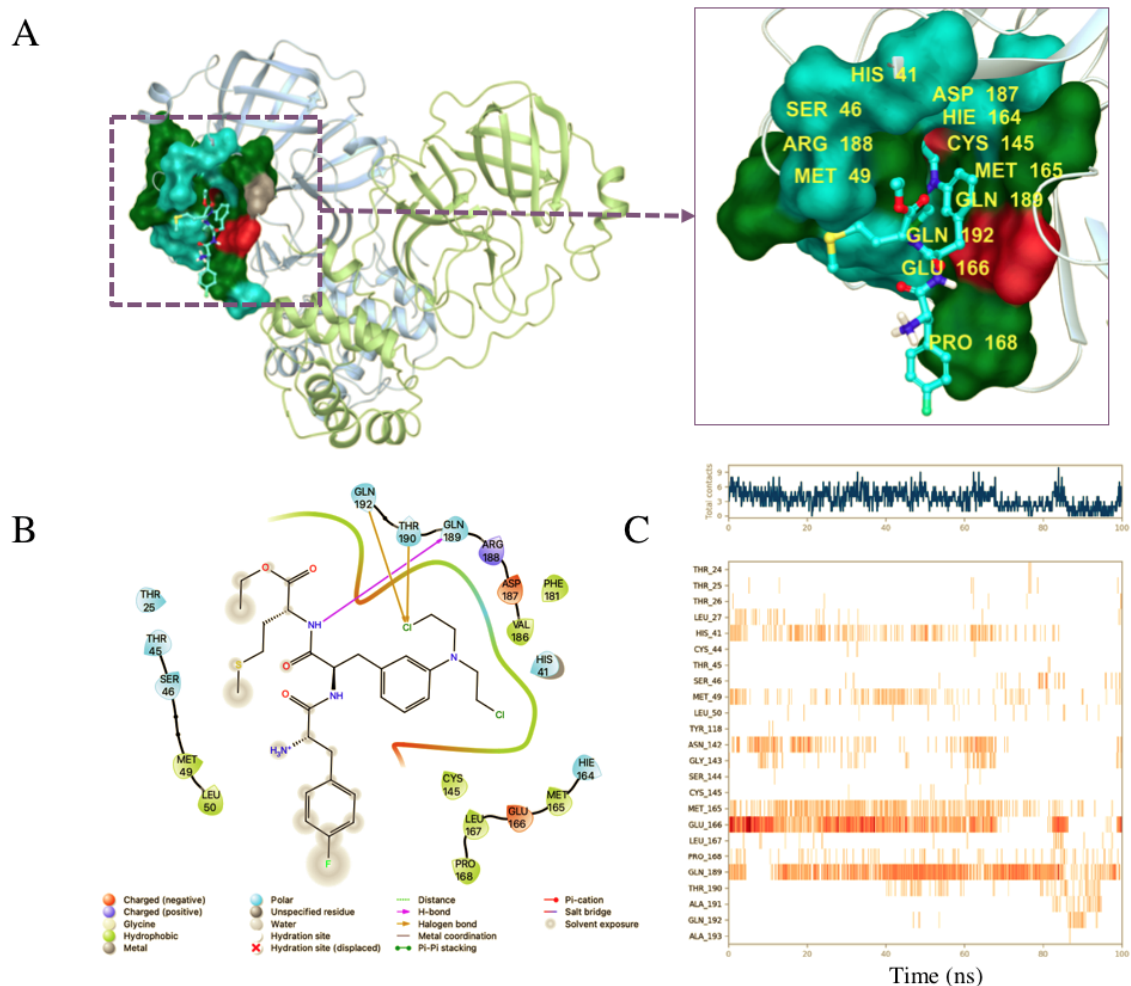 A
HIS 41
ASP 187
SER 46
HIE 164
ARG 188
CYS 145
MET 49
MET 165
GLN 189
GLN 192
GLU 166
PRO 168
B
GLN
192
THR
190
GLN
189
ARG
188
ASP
187
PHE
181
VAL
186
HIS
41
THR
25
THR
45
SER
46
MET
49
LEU
50
O
O
NH
S
O
O
NH
H₃N⁺
F
Cl
N
Cl
HIE
164
CYS
145
MET
165
GLU
166
LEU
167
PRO
168
Charged (negative)
Charged (positive)
Glycine
Hydrophobic
Metal
Polar
Unspecified residue
Water
Hydration site
Hydration site (displaced)
Distance
H-bond
Halogen bond
Metal coordination
Pi-Pi stacking
Pi-cation
Salt bridge
Solvent exposure
C
Total contacts
9
6
3
0
0 20 40 60 80 100
THR_24
THR_25
THR_26
LEU_27
HIS_41
CYS_44
THR_45
SER_46
MET_49
LEU_50
TYR_118
ASN_142
GLY_143
SER_144
CYS_145
MET_165
GLU_166
LEU_167
PRO_168
GLN_189
THR_190
ALA_191
GLN_192
ALA_193
0 20 40 60 80 100
Time (ns)